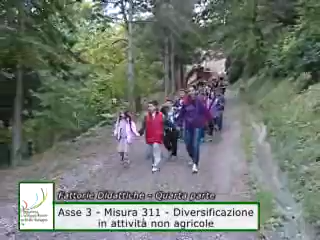 Fattorie Didattiche - Quarta parte
Asse 3 - Misura 311 - Diversificazione
in attività non agricole